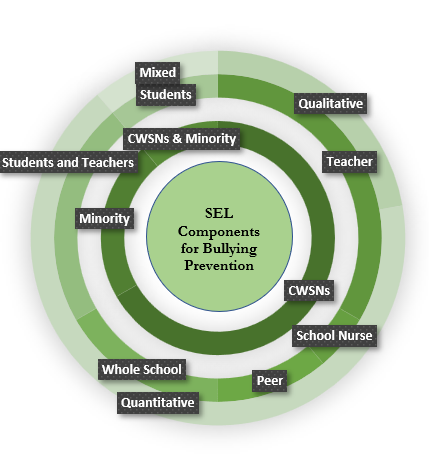 Mixed
Students
Qualitative
CWSNs & Minority
Students and Teachers
Teacher
Minority
SEL
Components
for Bullying
Prevention
CWSNs
School Nurse
Whole School
Peer
Quantitative